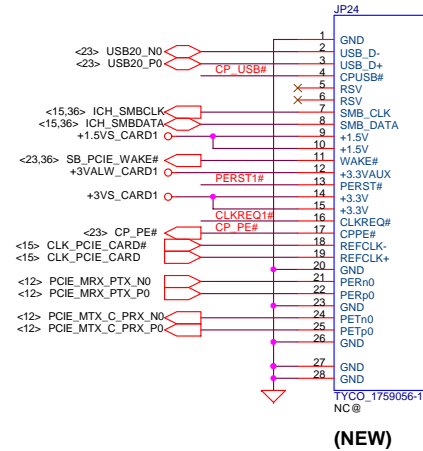 JP24
1 GND
<23> USB20_N0 2 USB_D-
<23> USB20_P0 3 USB_D+
CP_USB# 4 CPUSB#
5 RSV
6 RSV
<15,36> ICH_SMBCLK 7 SMB_CLK
<15,36> ICH_SMBDATA 8 SMB_DATA
+1.5VS_CARD1 9 +1.5V
10 +1.5V
<23,36> SB_PCIE_WAKE# 11 WAKE#
+3VALW_CARD1 12 +3.3VAUX
PERST1# 13 PERST#
+3VS_CARD1 14 +3.3V
15 +3.3V
CLKREQ1# 16 CLKREQ#
<23> CP_PE# CP_PE# 17 CPPE#
<15> CLK_PCIE_CARD# 18 REFCLK-
<15> CLK_PCIE_CARD 19 REFCLK+
20 GND
<12> PCIE_MRX_PTX_N0 21 PERn0
<12> PCIE_MRX_PTX_P0 22 PERp0
23 GND
<12> PCIE_MTX_C_PRX_N0 24 PETn0
<12> PCIE_MTX_C_PRX_P0 25 PETp0
26 GND
27 GND
28 GND
TYCO_1759056-1
NC@
(NEW)